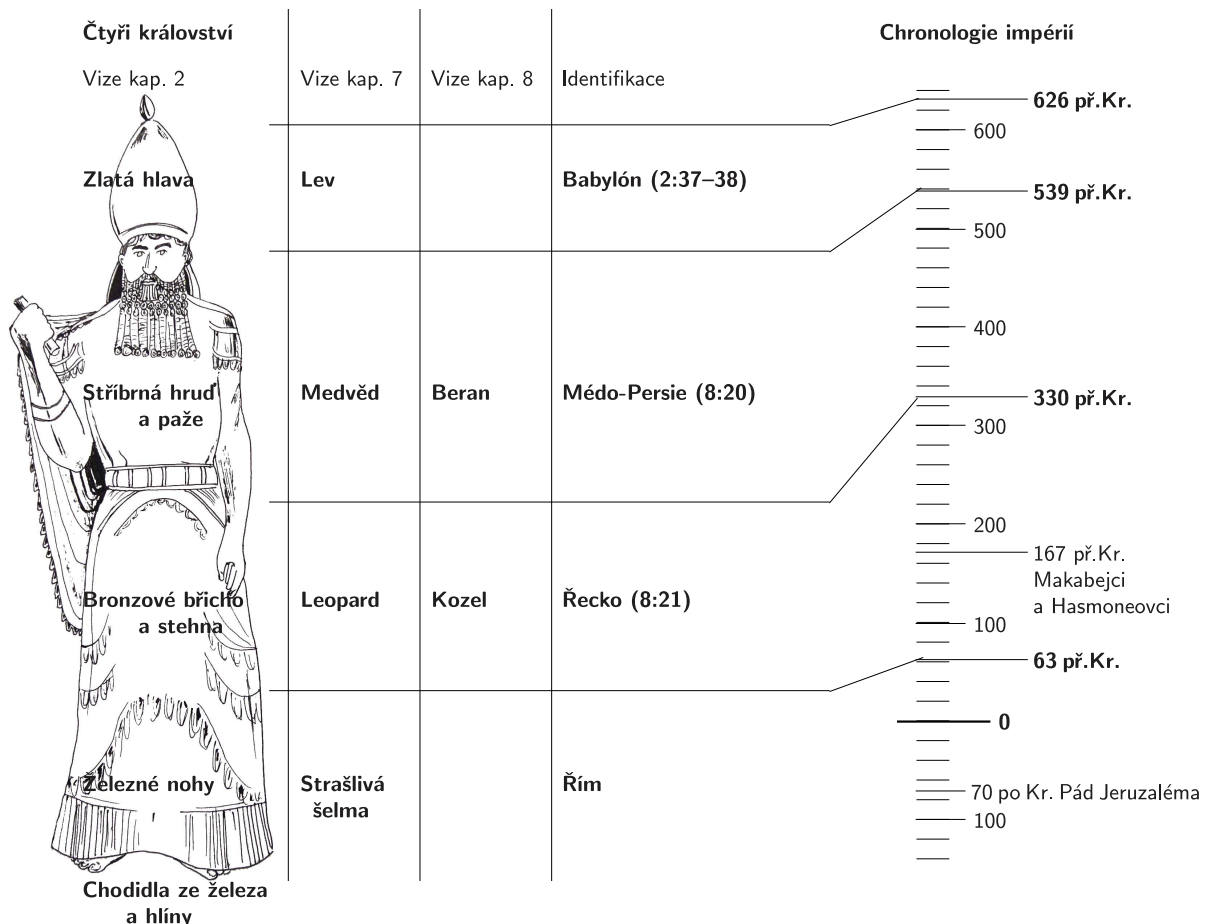 Čtyři království
Chronologie impérií
Vize kap. 2
Vize kap. 7
Vize kap. 8
Identifikace
Zlatá hlava
Lev
Babylón (2:37–38)
Stříbrná hruď
a paže
Medvěd
Beran
Médo-Persie (8:20)
Bronzové břicho
a stehna
Leopard
Kozel
Řecko (8:21)
Železné nohy
Strašlivá
šelma
Řím
Chodidla ze železa
a hlíny
626 př.Kr.
600
539 př.Kr.
500
400
330 př.Kr.
300
200
167 př.Kr.
Makabejci
a Hasmoneovci
100
63 př.Kr.
0
70 po Kr. Pád Jeruzaléma
100